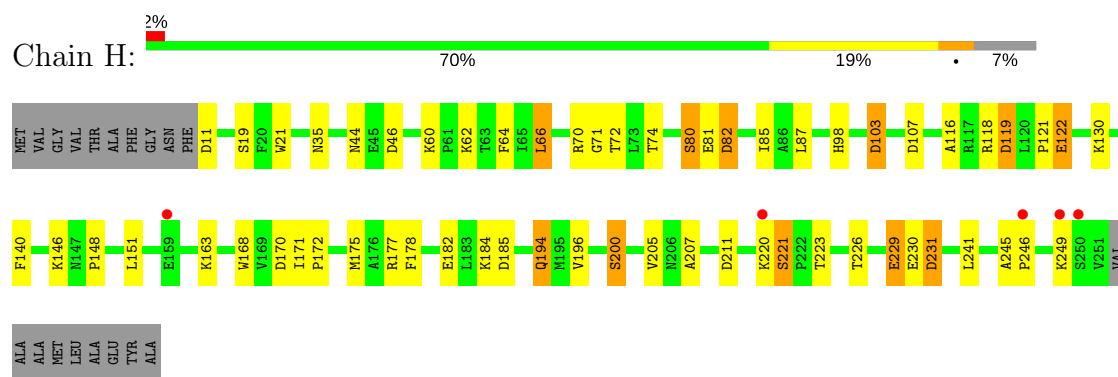 2%
Chain H:
70% 19% • 7%
MET VAL GLY VAL THR ALA PHE GLY ASN PHE D11 S19 F20 W21 N35 N44 E45 D46 K60 P61 K62 T63 F64 I65 L66 R70 G71 T72 L73 T74 S80 E81 D82 I85 A86 L87 H98 D103 D107 A116 R117 R118 D119 L120 P121 E122 K130
F140 K146 N147 P148 L151 E159 K163 W168 V169 D170 I171 P172 M175 A176 R177 F178 E182 L183 K184 D185 Q194 M195 V196 S200 V205 N206 A207 D211 K220 S221 P222 T223 T226 E229 E230 D231 L241 A245 P246 K249 S250 V251 VAL
ALA ALA MET LEU ALA GLU TYR ALA